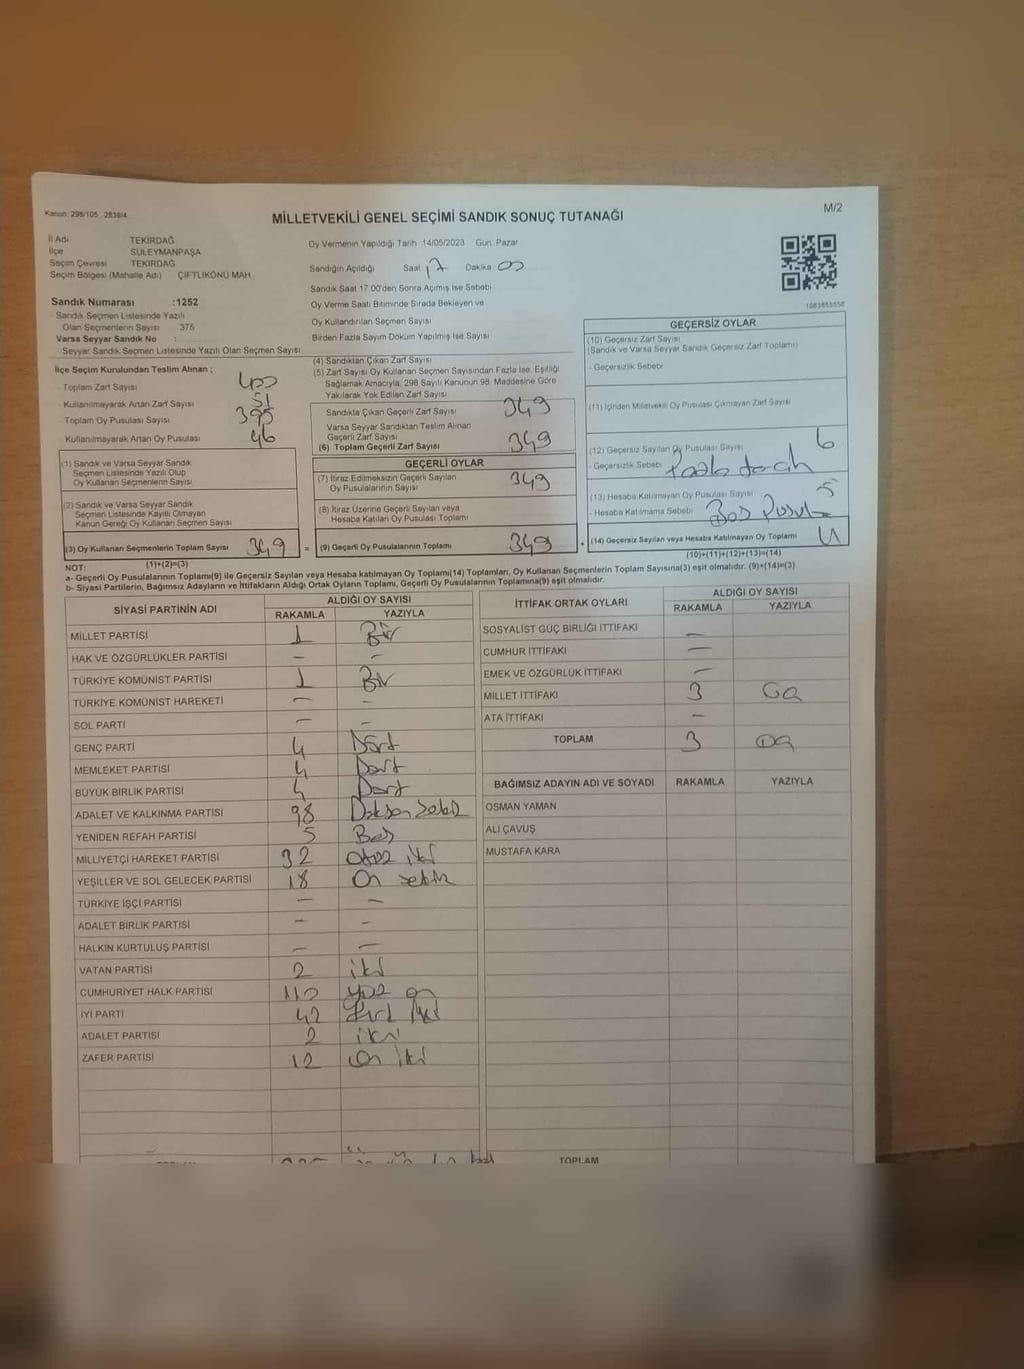 Kanun: 298/105, 2839/4
M/2
MİLLETVEKİLİ GENEL SEÇİMİ SANDIK SONUÇ TUTANAĞI
İl Adı TEKİRDAĞ
İlçe SÜLEYMANPAŞA
Seçim Çevresi TEKİRDAĞ
Seçim Bölgesi (Mahalle Adı) ÇİFTLİKÖNÜ MAH.
Sandık Numarası :1252
Sandık Seçmen Listesinde Yazılı
Olan Seçmenlerin Sayısı 375
Varsa Seyyar Sandık No :
Seyyar Sandık Seçmen Listesinde Yazılı Olan Seçmen Sayısı
Oy Vermenin Yapıldığı Tarih 14/05/2023 Gün: Pazar
Sandığın Açıldığı Saat 17 Dakika 00
Sandık Saat 17:00'den Sonra Açılmış İse Sebebi
Oy Verme Saati Bitiminde Sırada Bekleyen ve
Oy Kullandırılan Seçmen Sayısı
Birden Fazla Sayım Döküm Yapılmış İse Sayısı
1083855558
İlçe Seçim Kurulundan Teslim Alınan ;
- Toplam Zarf Sayısı 400
- Kullanılmayarak Artan Zarf Sayısı 51
- Toplam Oy Pusulası Sayısı 395
- Kullanılmayarak Artan Oy Pusulası 46
(1) Sandık ve Varsa Seyyar Sandık
Seçmen Listesinde Yazılı Olup
Oy Kullanan Seçmenlerin Sayısı
(2) Sandık ve Varsa Seyyar Sandık
Seçmen Listesinde Kayıtlı Olmayan
Kanun Gereği Oy Kullanan Seçmen Sayısı
(3) Oy Kullanan Seçmenlerin Toplam Sayısı 349 =
(1)+(2)=(3)
(4) Sandıktan Çıkan Zarf Sayısı
(5) Zarf Sayısı Oy Kullanan Seçmen Sayısından Fazla İse, Eşitliği
Sağlamak Amacıyla, 298 Sayılı Kanunun 98. Maddesine Göre
Yakılarak Yok Edilen Zarf Sayısı
Sandıkta Çıkan Geçerli Zarf Sayısı 349
Varsa Seyyar Sandıktan Teslim Alınan
Geçerli Zarf Sayısı
(6) Toplam Geçerli Zarf Sayısı 349
GEÇERLİ OYLAR
(7) İtiraz Edilmeksizin Geçerli Sayılan
Oy Pusulalarının Sayısı 349
(8) İtiraz Üzerine Geçerli Sayılan veya
Hesaba Katılan Oy Pusulası Toplamı
(9) Geçerli Oy Pusulalarının Toplamı 349 +
GEÇERSİZ OYLAR
(10) Geçersiz Zarf Sayısı
(Sandık ve Varsa Seyyar Sandık Geçersiz Zarf Toplamı)
- Geçersizlik Sebebi
(11) İçinden Milletvekili Oy Pusulası Çıkmayan Zarf Sayısı
(12) Geçersiz Sayılan Oy Pusulası Sayısı 6
- Geçersizlik Sebebi
(13) Hesaba Katılmayan Oy Pusulası Sayısı 5
- Hesaba Katılmama Sebebi Boş Pusula
(14) Geçersiz Sayılan veya Hesaba Katılmayan Oy Toplamı
(10)+(11)+(12)+(13)=(14)
NOT:
a- Geçerli Oy Pusulalarının Toplamı(9) ile Geçersiz Sayılan veya Hesaba katılmayan Oy Toplamı(14) Toplamları, Oy Kullanan Seçmenlerin Toplam Sayısına(3) eşit olmalıdır. (9)+(14)=(3)
b- Siyasi Partilerin, Bağımsız Adayların ve İttifakların Aldığı Ortak Oyların Toplamı, Geçerli Oy Pusulalarının Toplamına(9) eşit olmalıdır.
SİYASİ PARTİNİN ADI ALDIĞI OY SAYISI
RAKAMLA YAZIYLA
MİLLET PARTİSİ 1 Bir
HAK VE ÖZGÜRLÜKLER PARTİSİ – –
TÜRKİYE KOMÜNİST PARTİSİ 1 Bir
TÜRKİYE KOMÜNİST HAREKETİ – –
SOL PARTİ – –
GENÇ PARTİ 4 Dört
MEMLEKET PARTİSİ 4 Dört
BÜYÜK BİRLİK PARTİSİ 4 Dört
ADALET VE KALKINMA PARTİSİ 98 Doksan Sekiz
YENİDEN REFAH PARTİSİ 5 Beş
MİLLİYETÇİ HAREKET PARTİSİ 32 otuz iki
YEŞİLLER VE SOL GELECEK PARTİSİ 18 On sekiz
TÜRKİYE İŞÇİ PARTİSİ – –
ADALET BİRLİK PARTİSİ – –
HALKIN KURTULUŞ PARTİSİ – –
VATAN PARTİSİ 2 iki
CUMHURİYET HALK PARTİSİ 110 yüz on
İYİ PARTİ 42 Kırk iki
ADALET PARTİSİ 2 iki
ZAFER PARTİSİ 12 on iki
TOPLAM
İTTİFAK ORTAK OYLARI ALDIĞI OY SAYISI
RAKAMLA YAZIYLA
SOSYALİST GÜÇ BİRLİĞİ İTTİFAKI –
CUMHUR İTTİFAKI –
EMEK VE ÖZGÜRLÜK İTTİFAKI –
MİLLET İTTİFAKI 3
ATA İTTİFAKI –
TOPLAM 3
BAĞIMSIZ ADAYIN ADI VE SOYADI RAKAMLA YAZIYLA
OSMAN YAMAN
ALİ ÇAVUŞ
MUSTAFA KARA
TOPLAM